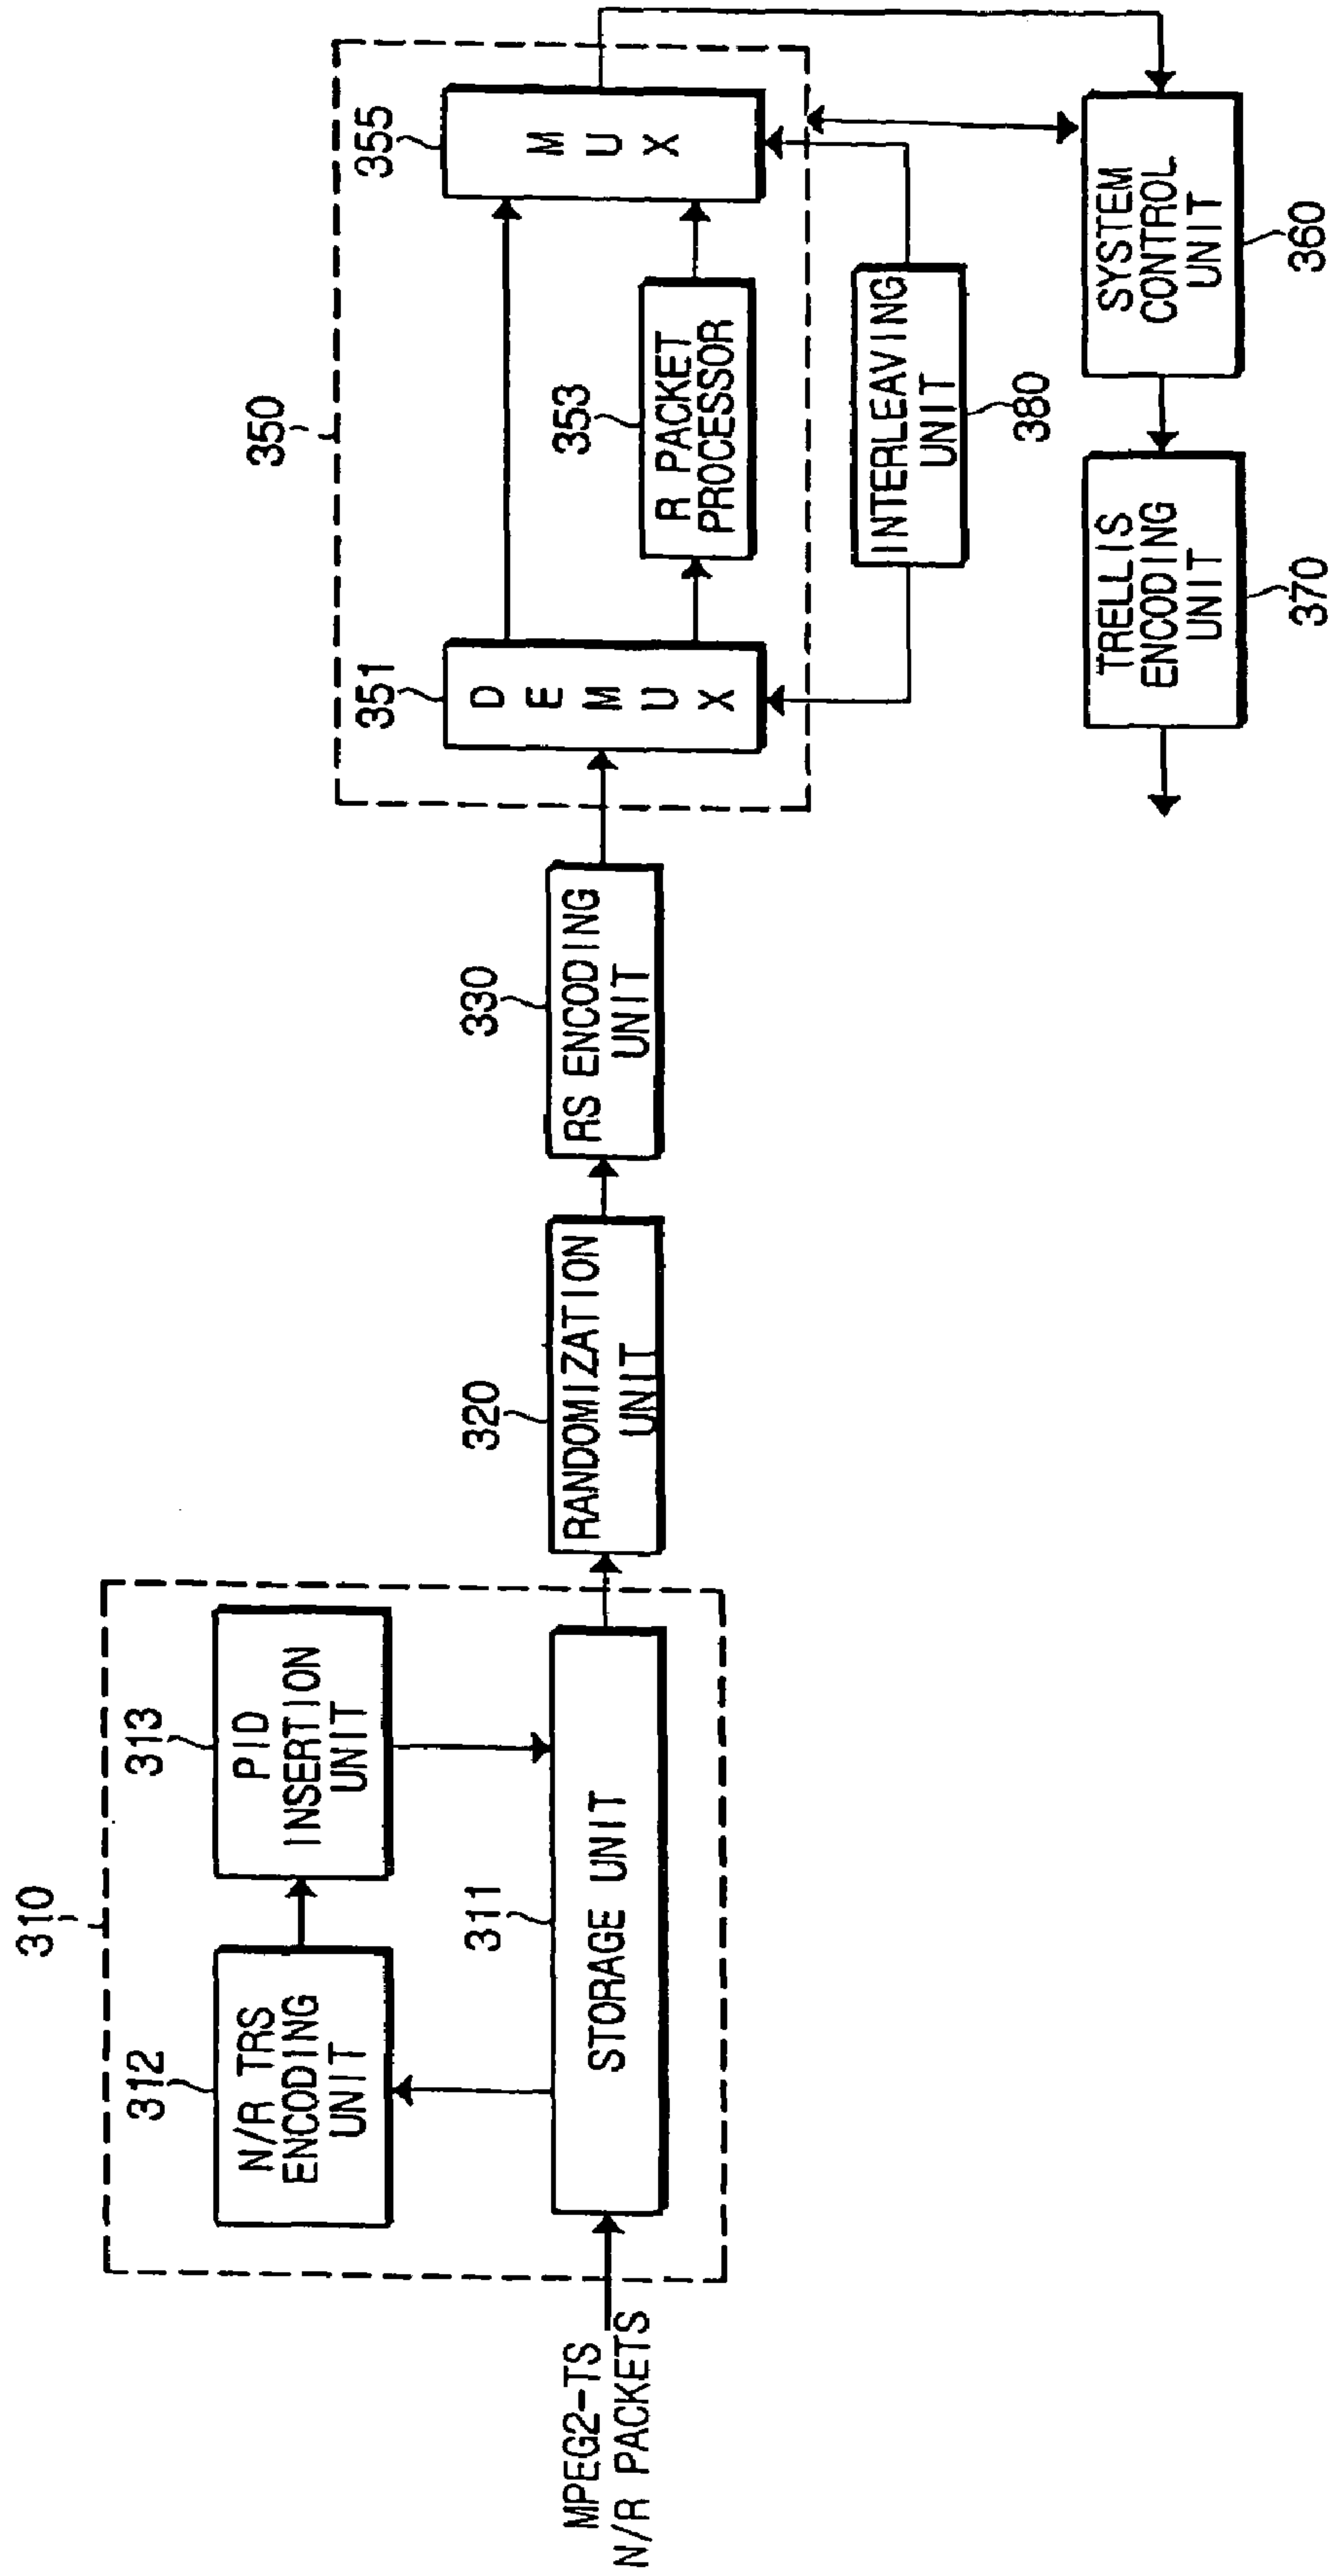 310
312
N/R TRS
ENCODING
UNIT
313
PID
INSERTION
UNIT
311
STORAGE UNIT
MPEG2-TS
N/R PACKETS
320
RANDOMIZATION
UNIT
330
RS ENCODING
UNIT
350
351
DEMUX
353
R PACKET
PROCESSOR
355
MUX
INTERLEAVING
UNIT
380
TRELLIS
ENCODING
UNIT
370
SYSTEM
CONTROL
UNIT
360